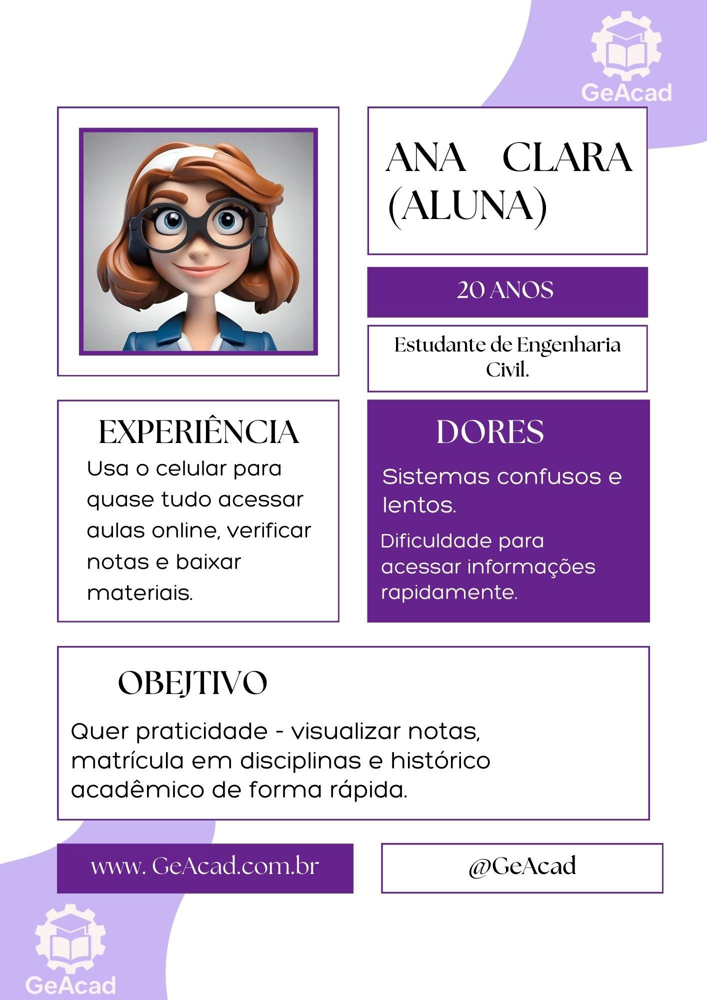 GeAcad
ANA CLARA
(ALUNA)
20 ANOS
Estudante de Engenharia
Civil.
EXPERIÊNCIA
Usa o celular para
quase tudo acessar
aulas online, verificar
notas e baixar
materiais.
DORES
Sistemas confusos e
lentos.
Dificuldade para
acessar informações
rapidamente.
OBEJTIVO
Quer praticidade - visualizar notas,
matrícula em disciplinas e histórico
acadêmico de forma rápida.
www. GeAcad.com.br
@GeAcad
GeAcad